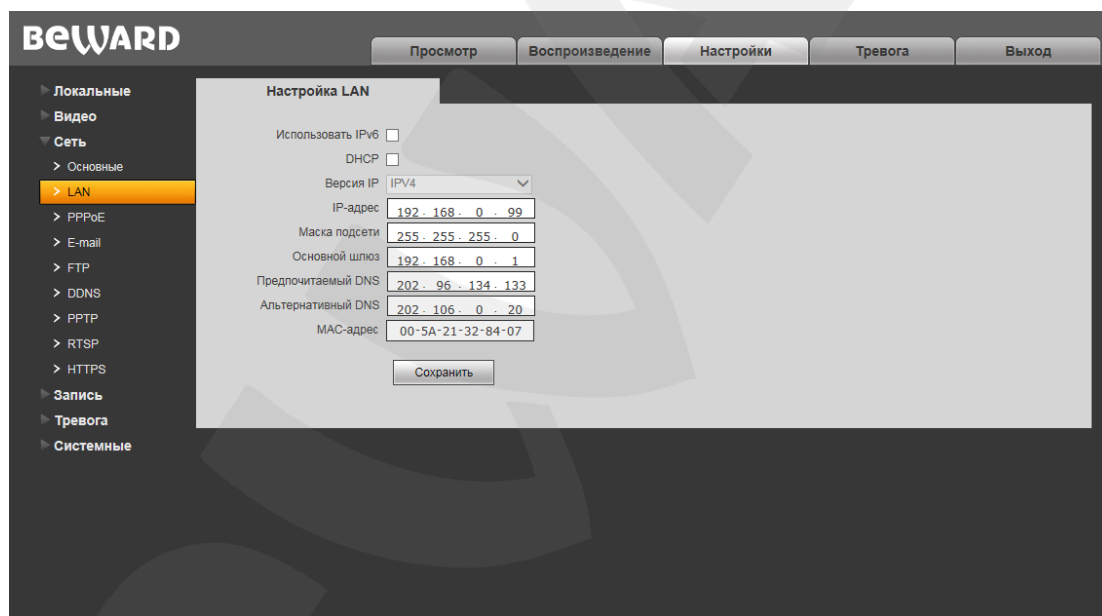 BEWARD
Просмотр Воспроизведение Настройки Тревога Выход
Локальные
Видео
Сеть
> Основные
> LAN
> PPPoE
> E-mail
> FTP
> DDNS
> PPTP
> RTSP
> HTTPS
Запись
Тревога
Системные
Настройка LAN
Использовать IPv6
DHCP
Версия IP IPV4
IP-адрес 192 . 168 . 0 . 99
Маска подсети 255 . 255 . 255 . 0
Основной шлюз 192 . 168 . 0 . 1
Предпочитаемый DNS 202 . 96 . 134 . 133
Альтернативный DNS 202 . 106 . 0 . 20
MAC-адрес 00-5A-21-32-84-07
Сохранить